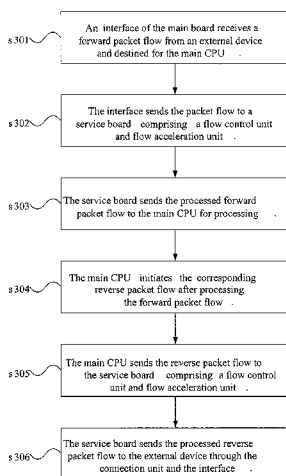 s301
An interface of the main board receives a
forward packet flow from an external device
and destined for the main CPU .
s302
The interface sends the packet flow to a
service board comprising a flow control unit
and flow acceleration unit .
s303
The service board sends the processed forward
packet flow to the main CPU for processing .
s304
The main CPU initiates the corresponding
reverse packet flow after processing
the forward packet flow .
s305
The main CPU sends the reverse packet flow to
the service board comprising a flow control
unit and flow acceleration unit .
s306
The service board sends the processed reverse
packet flow to the external device through the
connection unit and the interface .